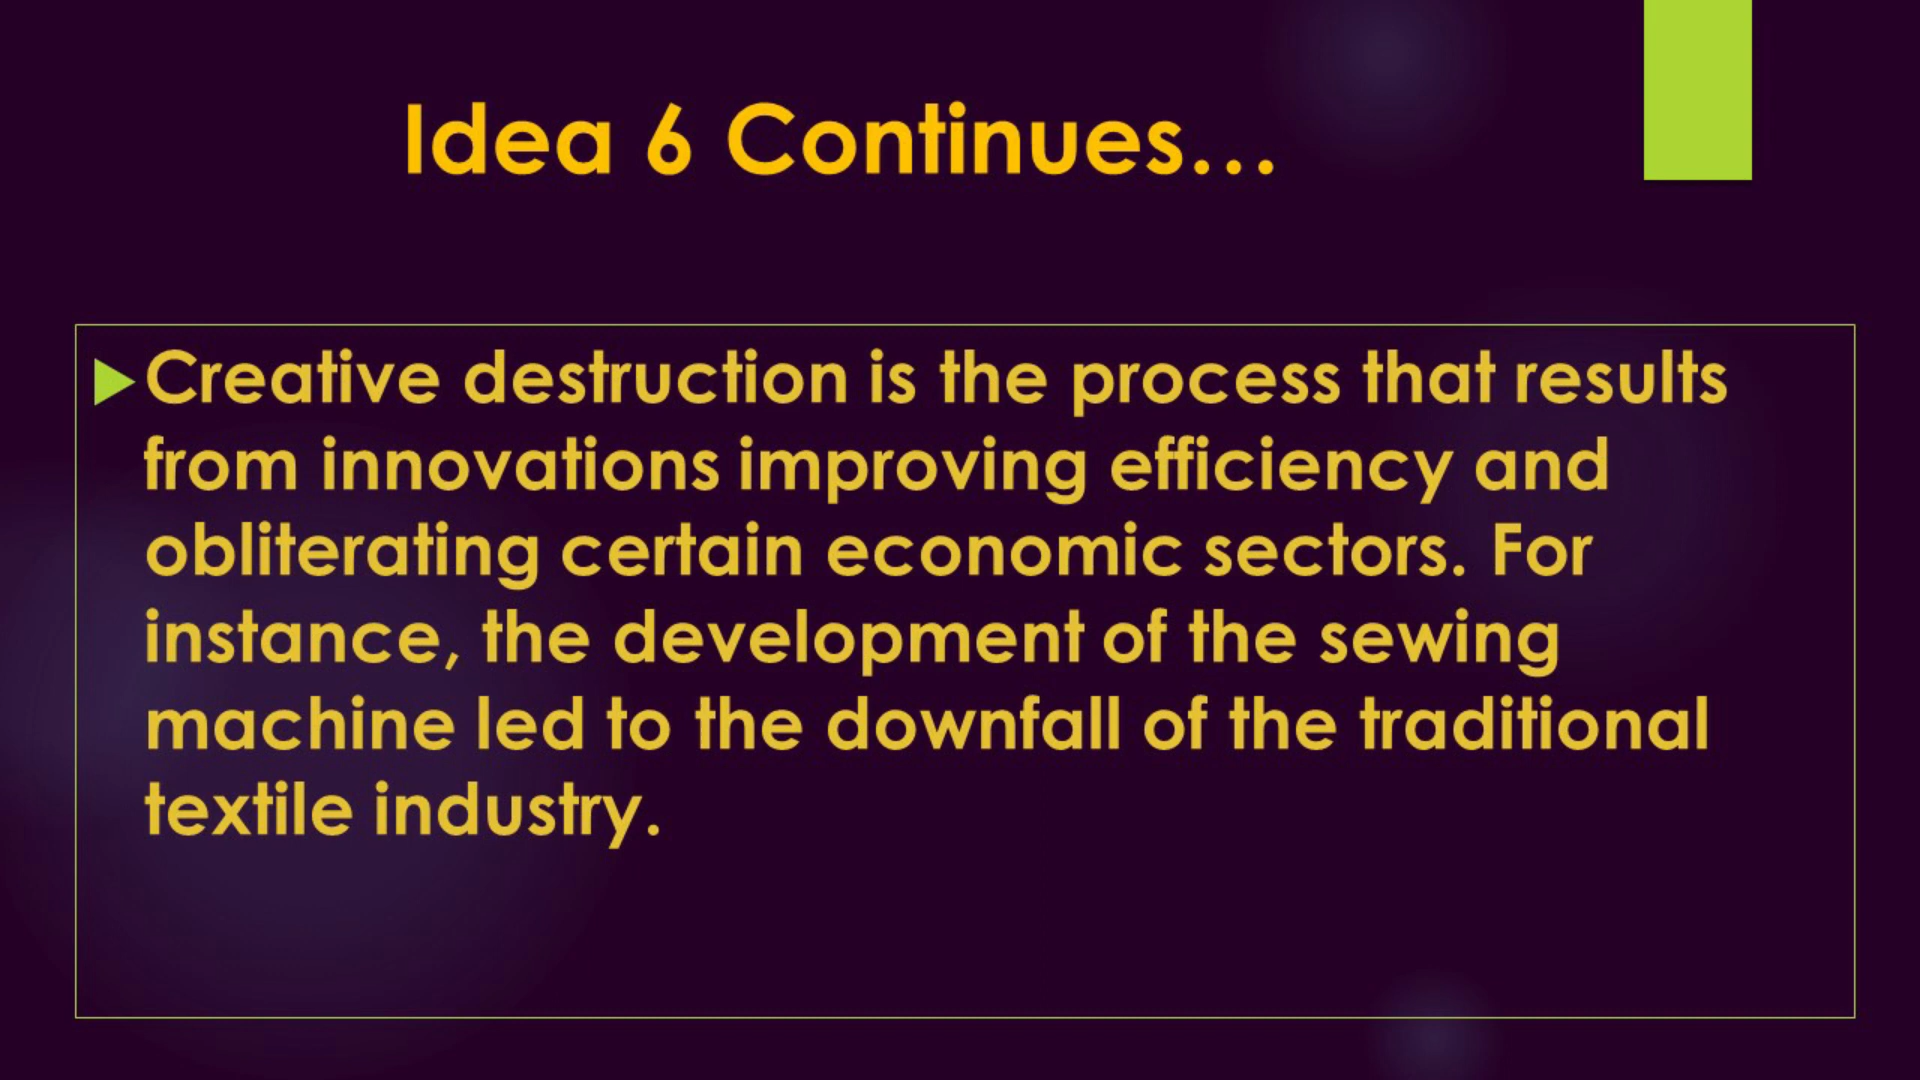 Idea 6 Continues...
Creative destruction is the process that results
from innovations improving efficiency and
obliterating certain economic sectors. For
instance, the development of the sewing
machine led to the downfall of the traditional
textile industry.